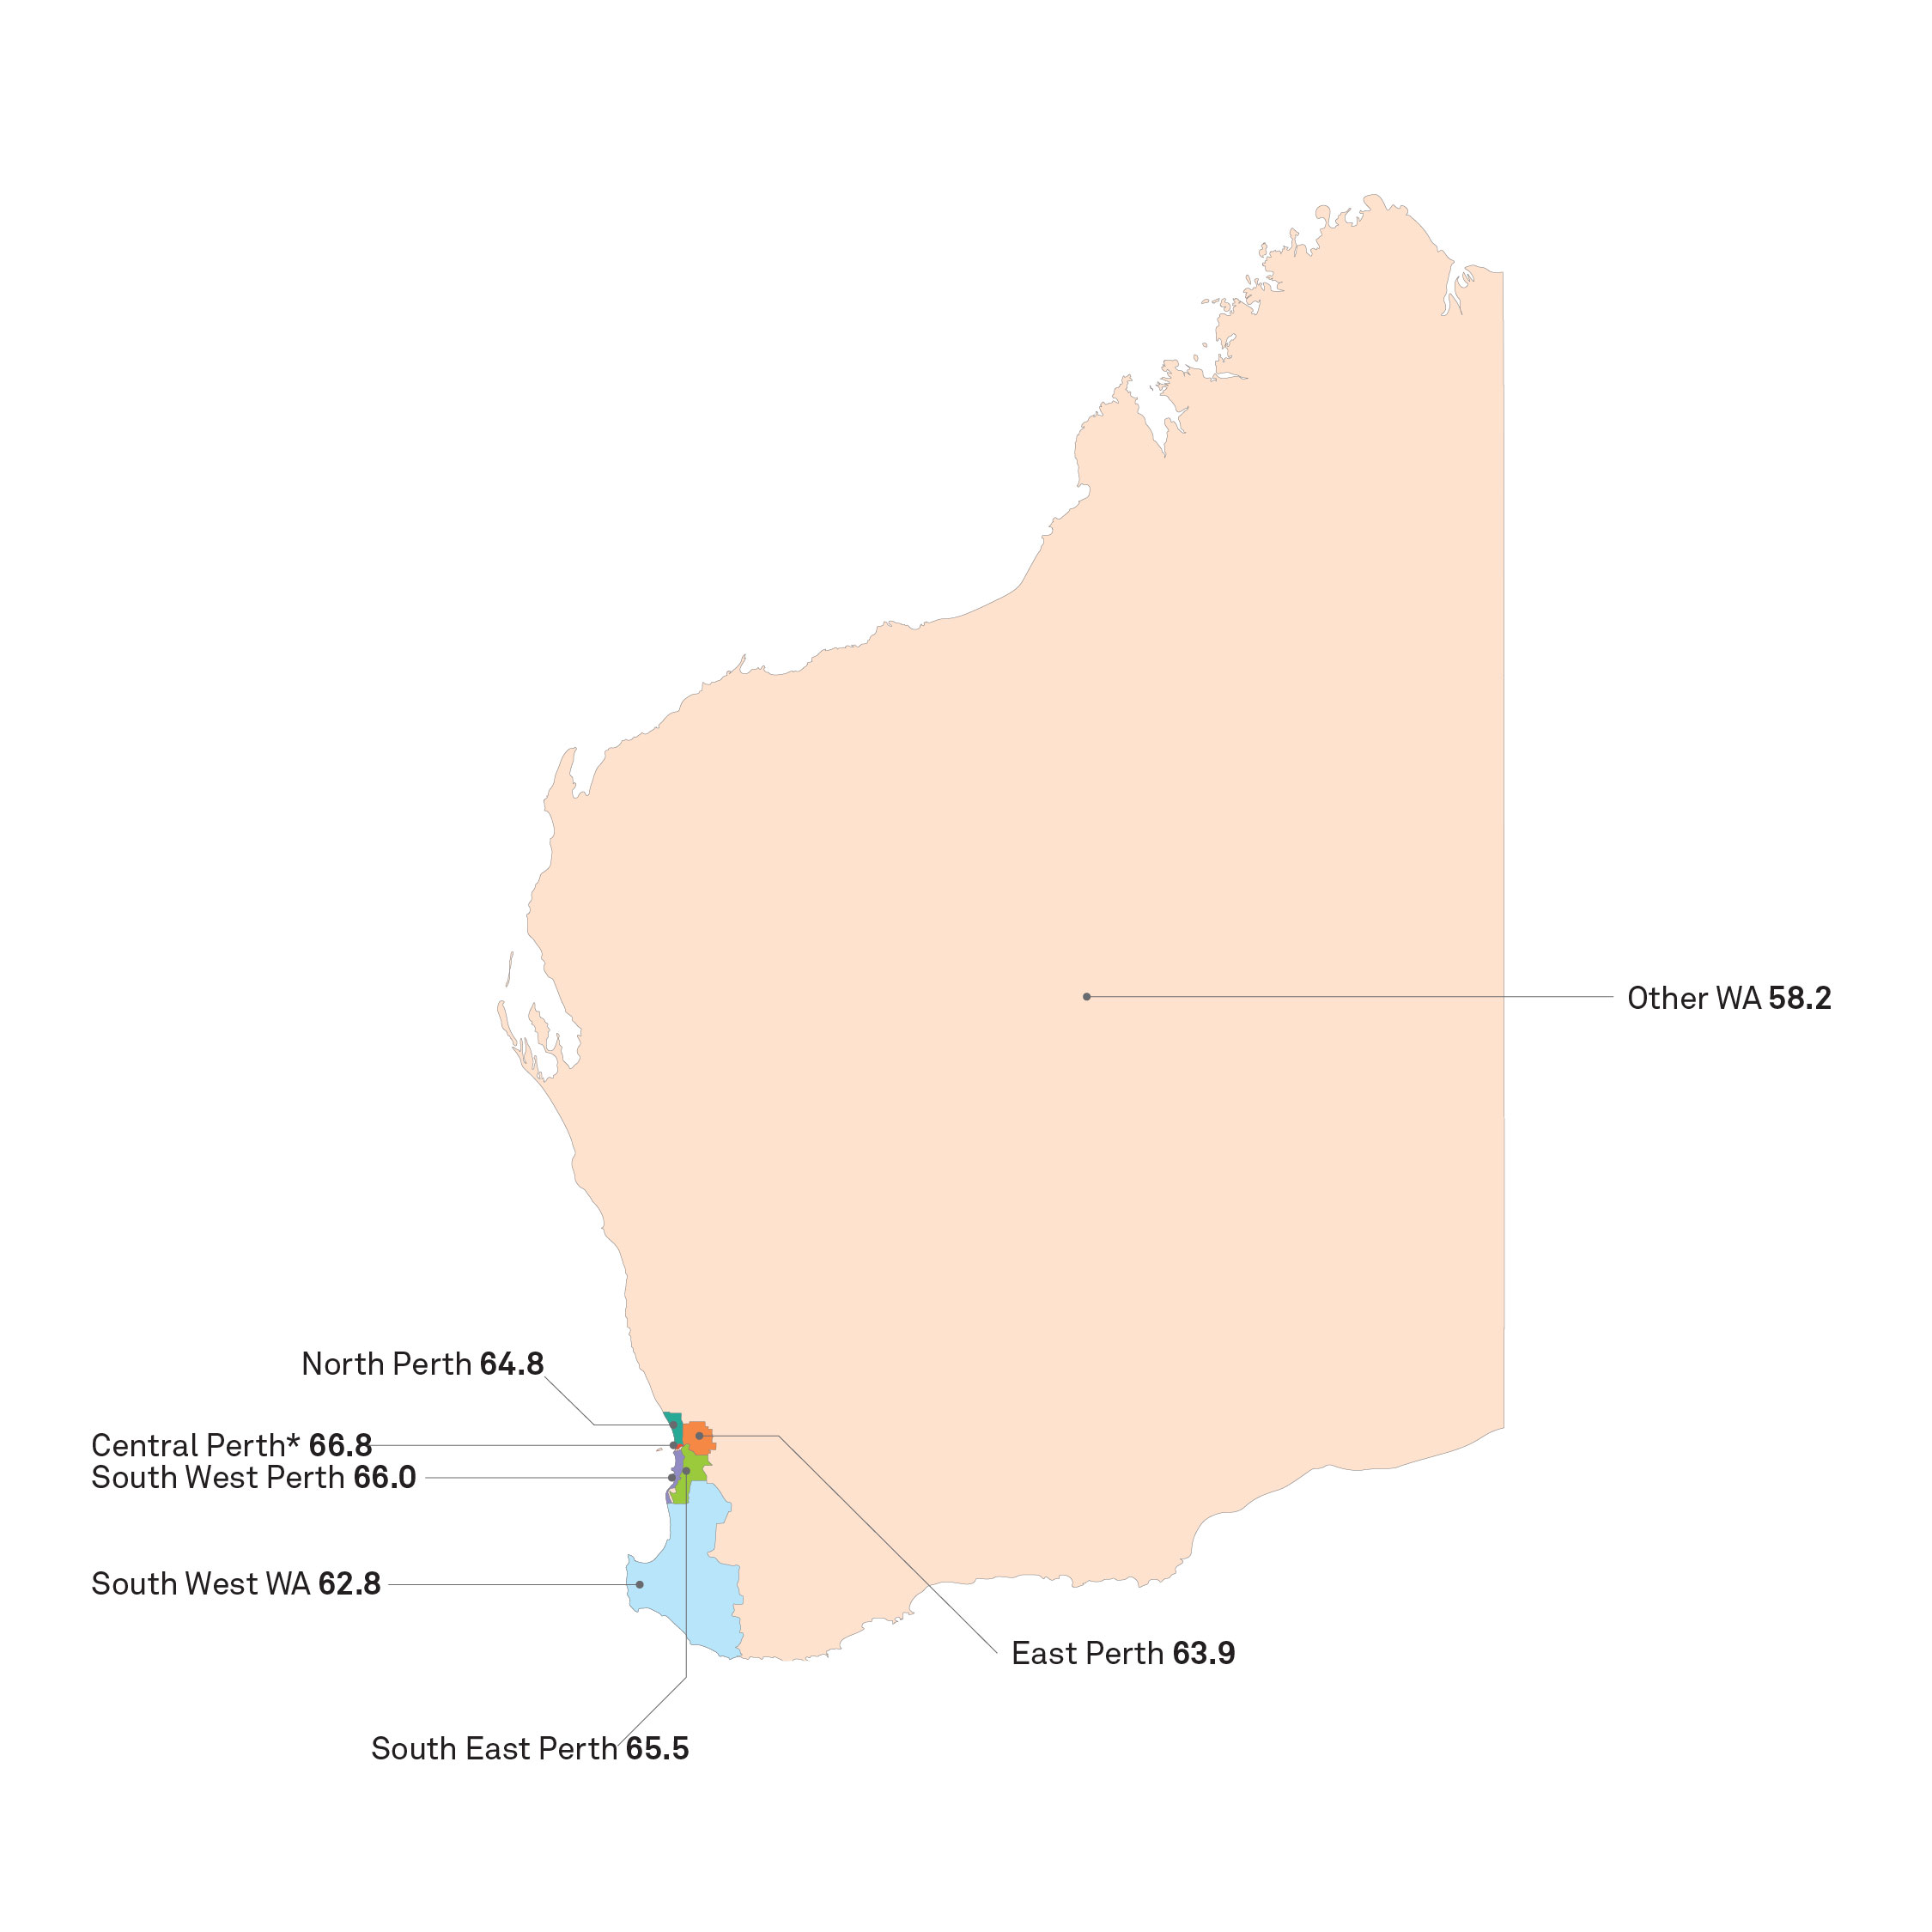 Other WA 58.2
North Perth 64.8
Central Perth* 66.8
South West Perth 66.0
South West WA 62.8
East Perth 63.9
South East Perth 65.5